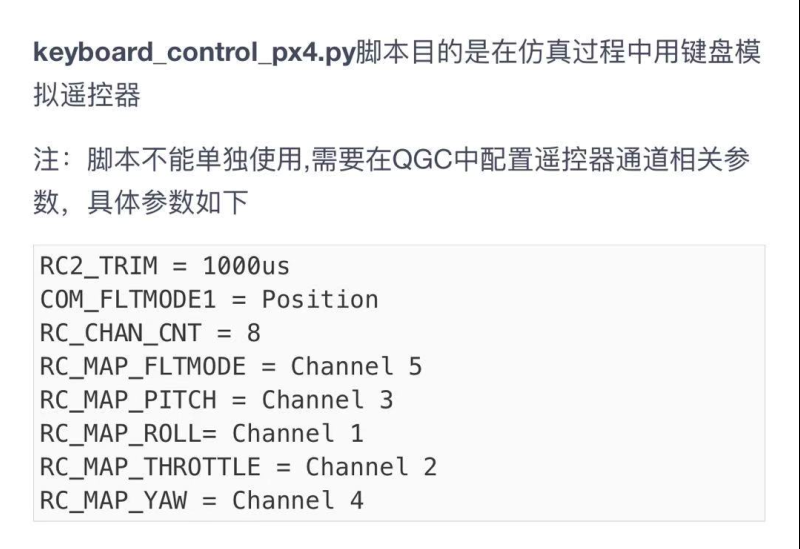 keyboard_control_px4.py脚本目的是在仿真过程中用键盘模
拟遥控器
注：脚本不能单独使用,需要在QGC中配置遥控器通道相关参
数，具体参数如下
RC2_TRIM = 1000us
COM_FLTMODE1 = Position
RC_CHAN_CNT = 8
RC_MAP_FLTMODE = Channel 5
RC_MAP_PITCH = Channel 3
RC_MAP_ROLL= Channel 1
RC_MAP_THROTTLE = Channel 2
RC_MAP_YAW = Channel 4